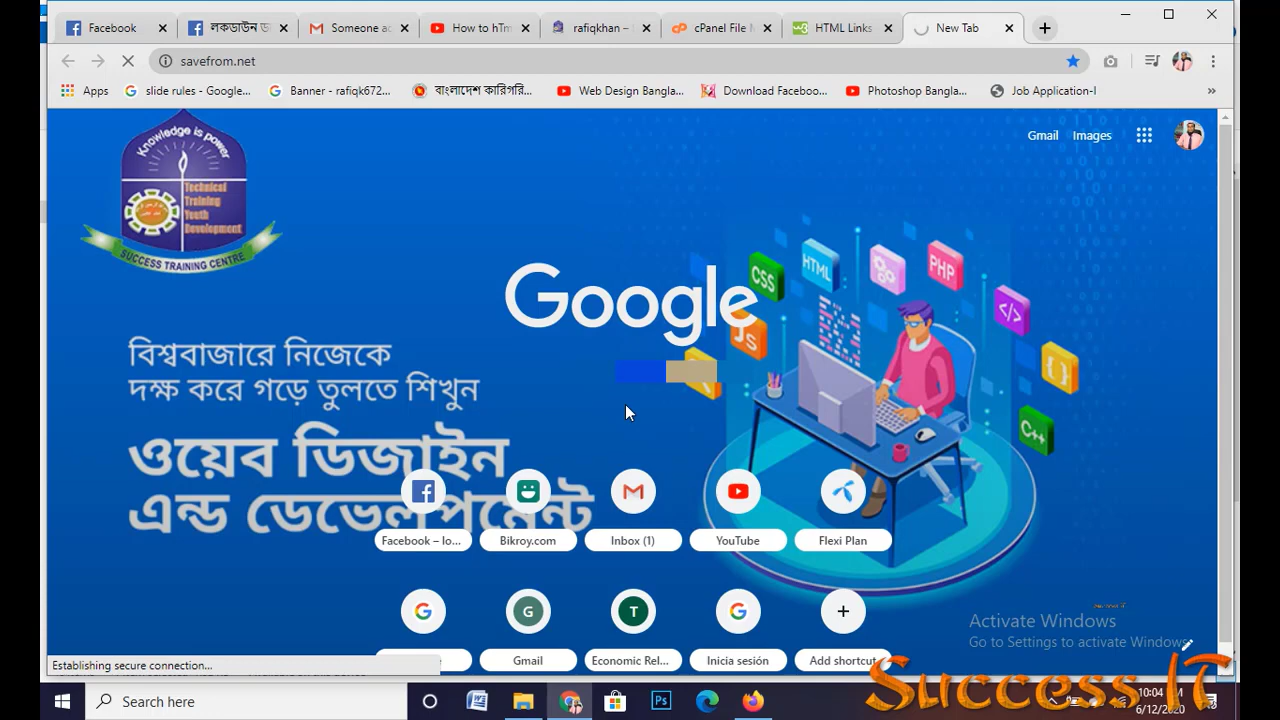 Facebook
লকডাউন
Someone ac
How to hTm
rafiqkhan –
cPanel File M
HTML Links
New Tab
savefrom.net
Apps
slide rules - Google...
Banner - rafiqk672...
বাংলাদেশ কারিগরি...
Web Design Bangla...
Download Faceboo...
Photoshop Bangla...
Job Application-I
»
Gmail
Images
Knowledge is power
Technical
Training
Youth
Development
SUCCESS TRAINING CENTRE
Google
CSS
HTML
PHP
</>
JS
{}
C++
বিশ্ববাজারে নিজেকে
দক্ষ করে গড়ে তুলতে শিখুন
ওয়েব ডিজাইন
এন্ড ডেভেলপমেন্ট
Facebook – lo...
Bikroy.com
Inbox (1)
YouTube
Flexi Plan
G
T
Gmail
Economic Rel...
Inicia sesión
Add shortcut
Activate Windows
Go to Settings to activate Windows.
Establishing secure connection...
Success IT
Search here
10:04
6/12/2020